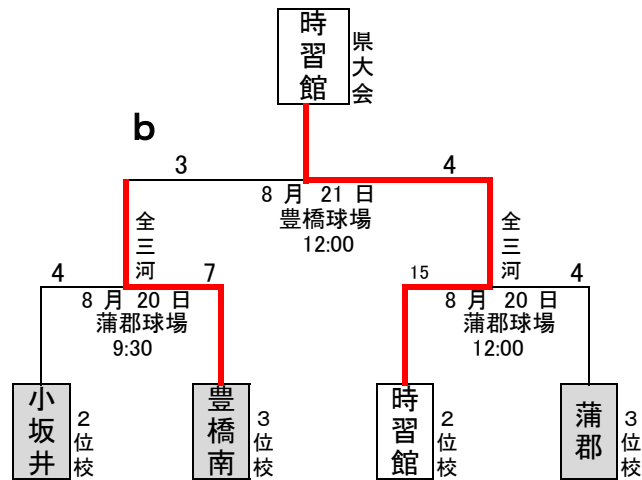 時習館
県大会
b
3
4
8 月 21 日
豊橋球場
12:00
全三河
全三河
4
7
15
4
8 月 20 日
蒲郡球場
9:30
8 月 20 日
蒲郡球場
12:00
小坂井
2位校
豊橋南
3位校
時習館
2位校
蒲郡
3位校